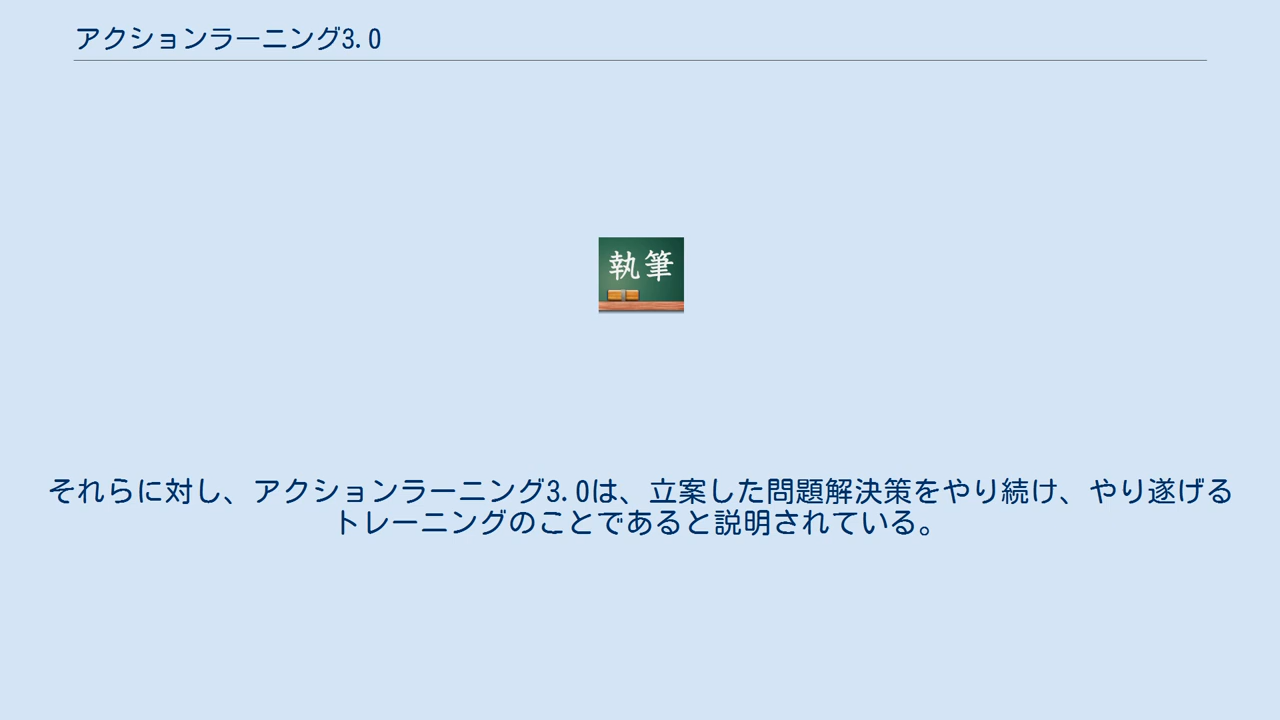 アクションラーニング3.0
執筆
それらに対し、アクションラーニング3.0は、立案した問題解決策をやり続け、やり遂げる
トレーニングのことであると説明されている。